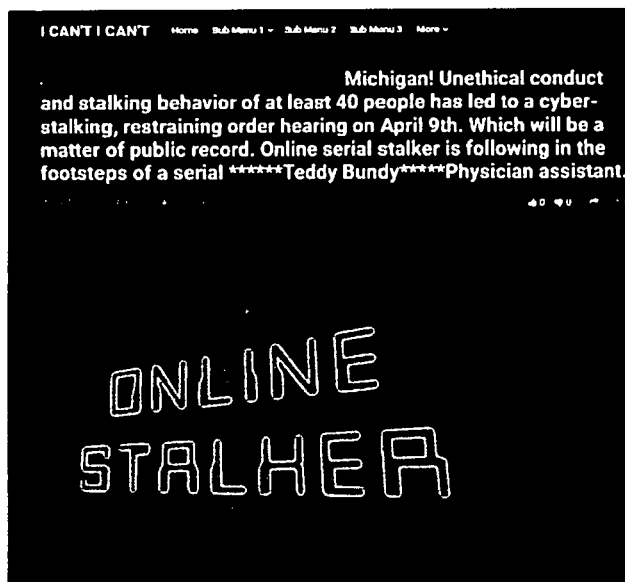 I CAN'T I CAN'T Home Sub Menu 1 Sub Menu 2 Sub Menu 3 More
Michigan! Unethical conduct
and stalking behavior of at least 40 people has led to a cyber-
stalking, restraining order hearing on April 9th. Which will be a
matter of public record. Online serial stalker is following in the
footsteps of a serial ******Teddy Bundy*****Physician assistant.
0 0
ONLINE
STALHER